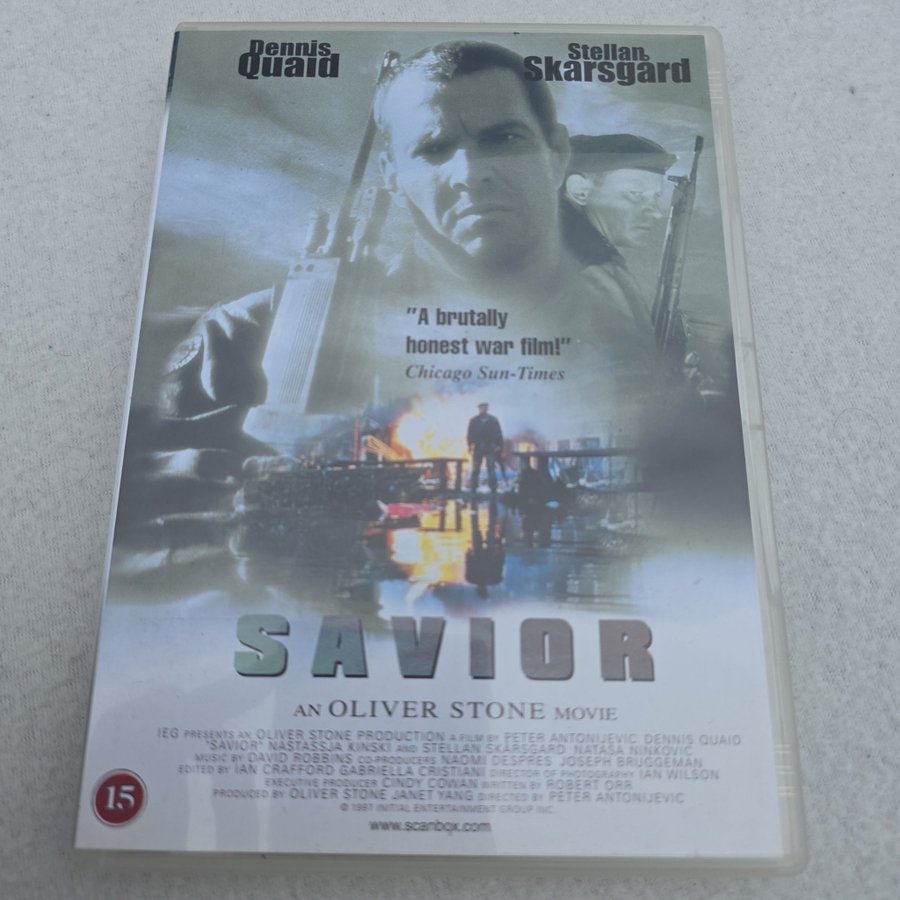 Dennis
Quaid
Stellan
Skarsgard
"A brutally
honest war film!"
Chicago Sun-Times
SAVIOR
AN OLIVER STONE MOVIE
IEG PRESENTS AN OLIVER STONE PRODUCTION A FILM BY PETER ANTONIJEVIC DENNIS QUAID
"SAVIOR" NASTASSJA KINSKI AND STELLAN SKARSGARD NATASA NINKOVIC
MUSIC BY DAVID ROBBINS CO-PRODUCERS NAOMI DESPRES JOSEPH BRUGGEMAN
EDITED BY IAN CRAFFORD GABRIELLA CRISTIANI DIRECTOR OF PHOTOGRAPHY IAN WILSON
EXECUTIVE PRODUCER CINDY COWAN WRITTEN BY ROBERT ORR
PRODUCED BY OLIVER STONE JANET YANG DIRECTED BY PETER ANTONIJEVIC
© 1997 INITIAL ENTERTAINMENT GROUP INC.
15
www.scanbox.com